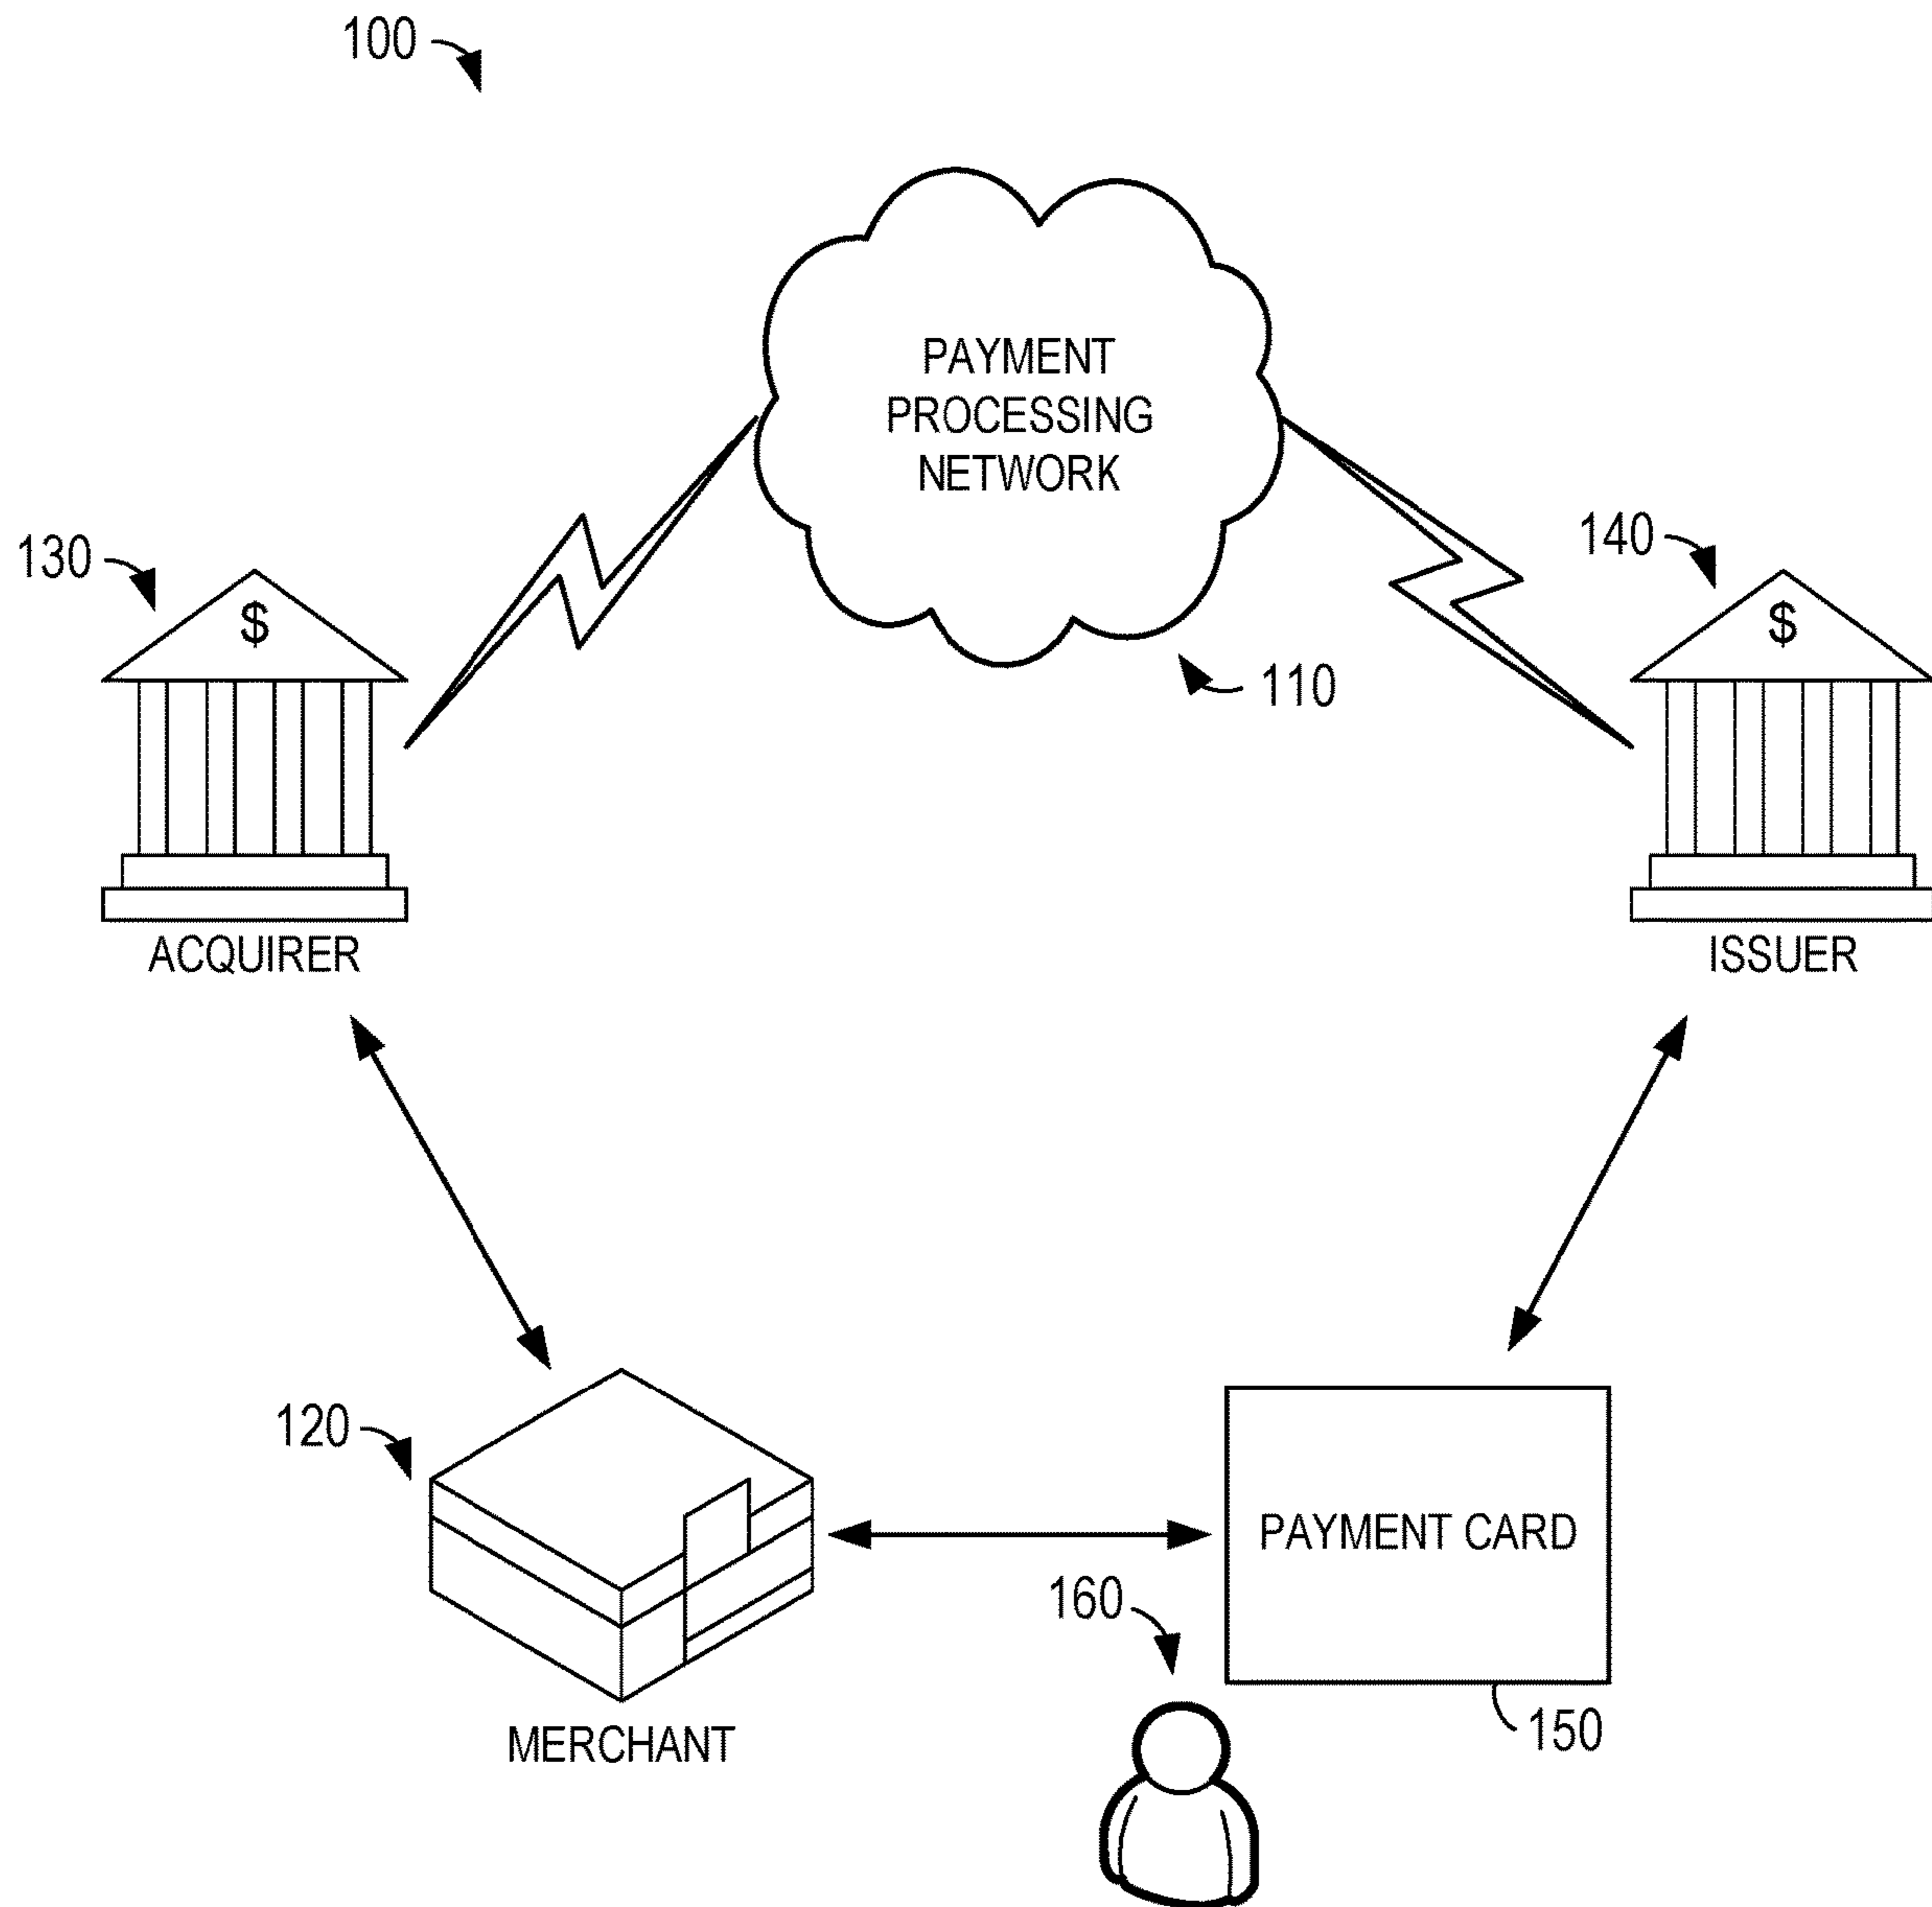 100
PAYMENT
PROCESSING
NETWORK
130
$
140
$
110
ACQUIRER
ISSUER
120
PAYMENT CARD
160
150
MERCHANT